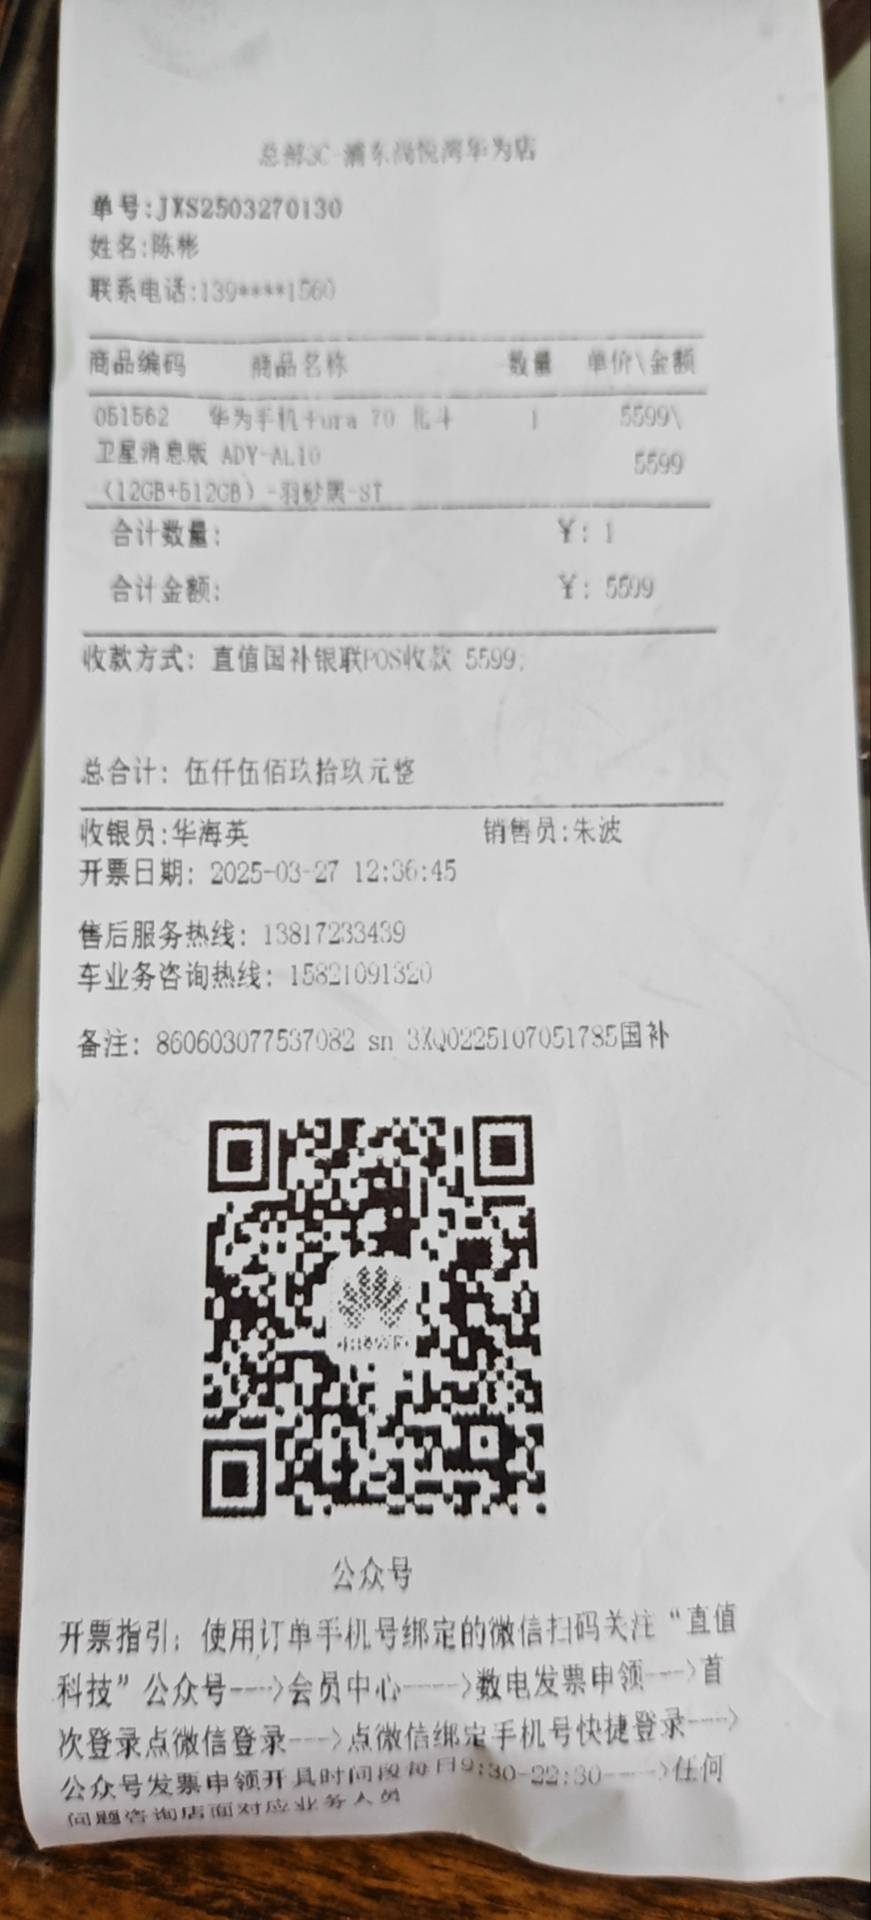 浦东尚悦湾华为店
单号:JXS2503270130
姓名:陈彬
联系电话:139****1560
商品编码 商品名称 数量 单价\金额
051562 华为手机 Pura 70 北斗 1 5599\
卫星消息版 ADY-AL10 5599
(12GB+512GB)-羽砂黑-ST
合计数量: ¥: 1
合计金额: ¥: 5599
收款方式: 直值国补银联POS收款 5599;
总合计: 伍仟伍佰玖拾玖元整
收银员:华海英 销售员:朱波
开票日期: 2025-03-27 12:36:45
售后服务热线: 13817233439
车业务咨询热线: 15821091320
备注: 860603077537082 sn 3XQ0225107051785国补
公众号
开票指引: 使用订单手机号绑定的微信扫码关注“直值
科技”公众号--->会员中心---->数电发票申领--->首
次登录点微信登录--->点微信绑定手机号快捷登录--->
公众号发票申领开具时间段每日9:30-22:30---->任何
问题咨询店面对应业务人员